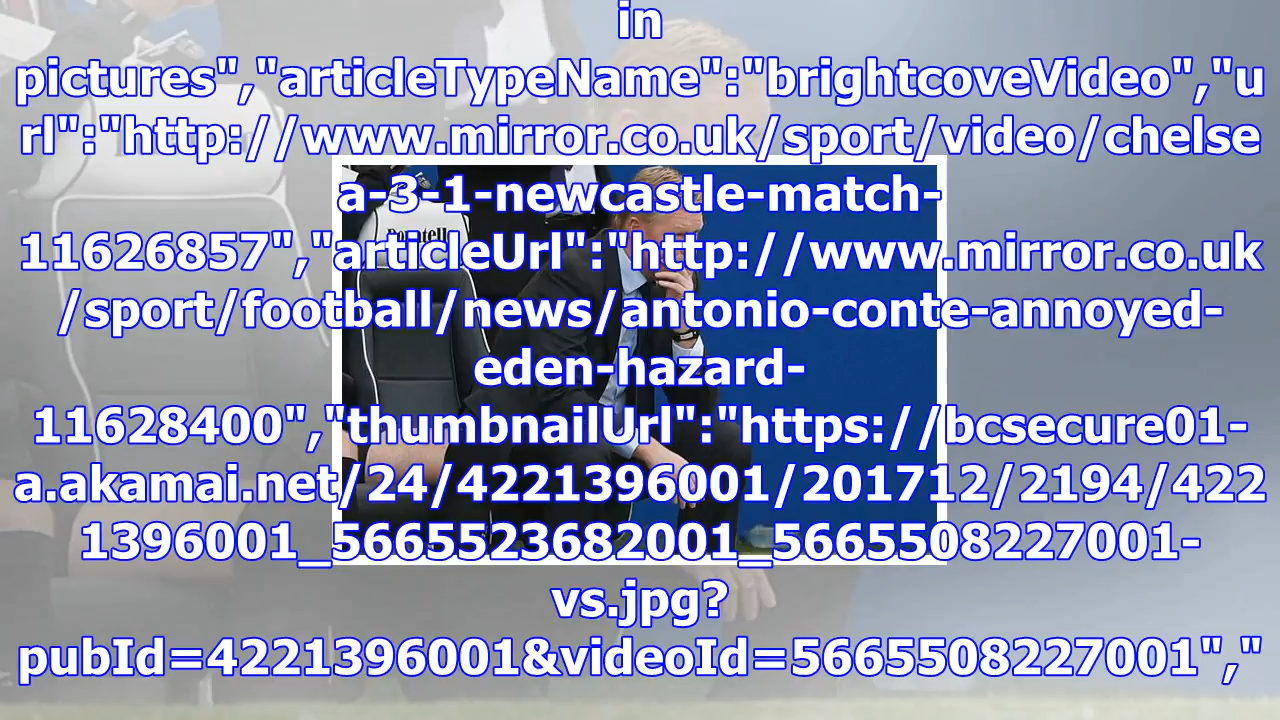 in
pictures","articleTypeName":"brightcoveVideo","u
rl":"http://www.mirror.co.uk/sport/video/chelse
a-3-1-newcastle-match-
11626857","articleUrl":"http://www.mirror.co.uk
/sport/football/news/antonio-conte-annoyed-
eden-hazard-
11628400","thumbnailUrl":"https://bcsecure01-
a.akamai.net/24/4221396001/201712/2194/422
1396001_5665523682001_5665508227001-
vs.jpg?
pubId=4221396001&videoId=5665508227001","